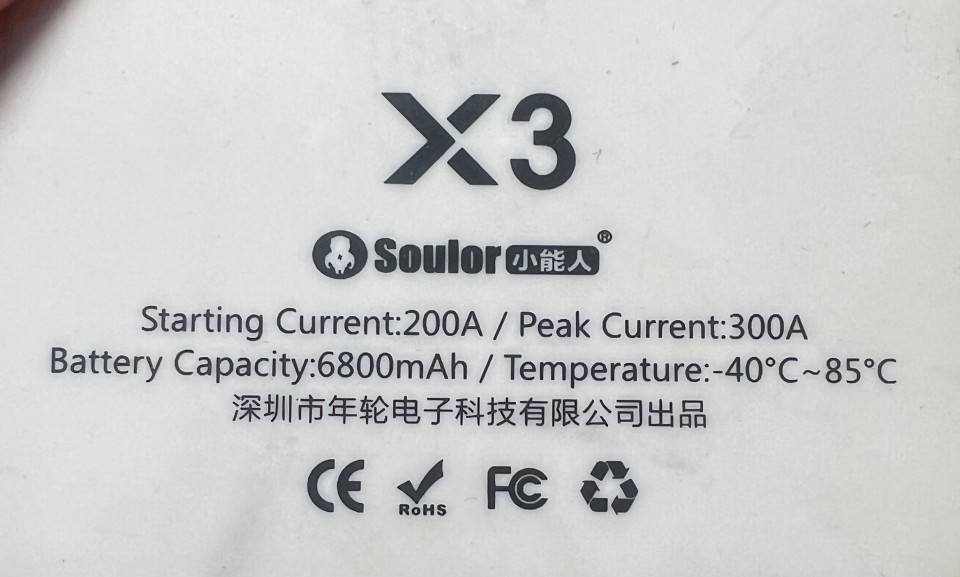 X3
Soulor小能人®
Starting Current:200A / Peak Current:300A
Battery Capacity:6800mAh / Temperature:-40°C~85°C
深圳市年轮电子科技有限公司出品
CE RoHS FC